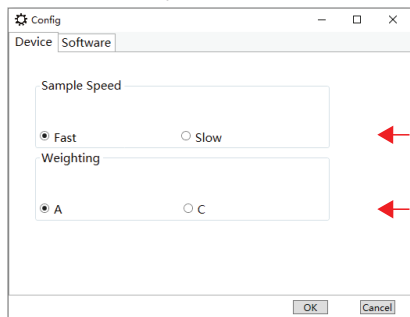 Config
Device Software
Sample Speed
Fast Slow
Weighting
A C
OK Cancel